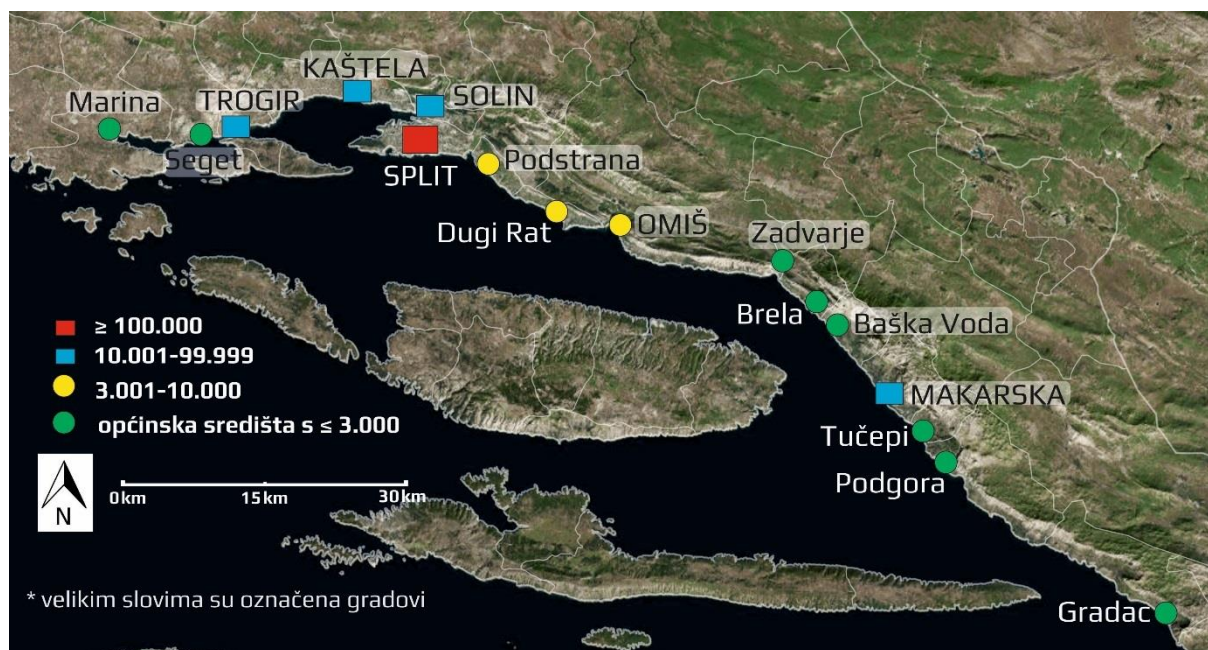 KAŠTELA
Marina
TROGIR
SOLIN
Seget
SPLIT
Podstrana
Dugi Rat
OMIŠ
Zadvarje
Brela
Baška Voda
≥ 100.000
10.001-99.999
3.001-10.000
općinska središta s ≤ 3.000
MAKARSKA
Tučepi
Podgora
0km 15km 30km
N
* velikim slovima su označena gradovi
Gradac